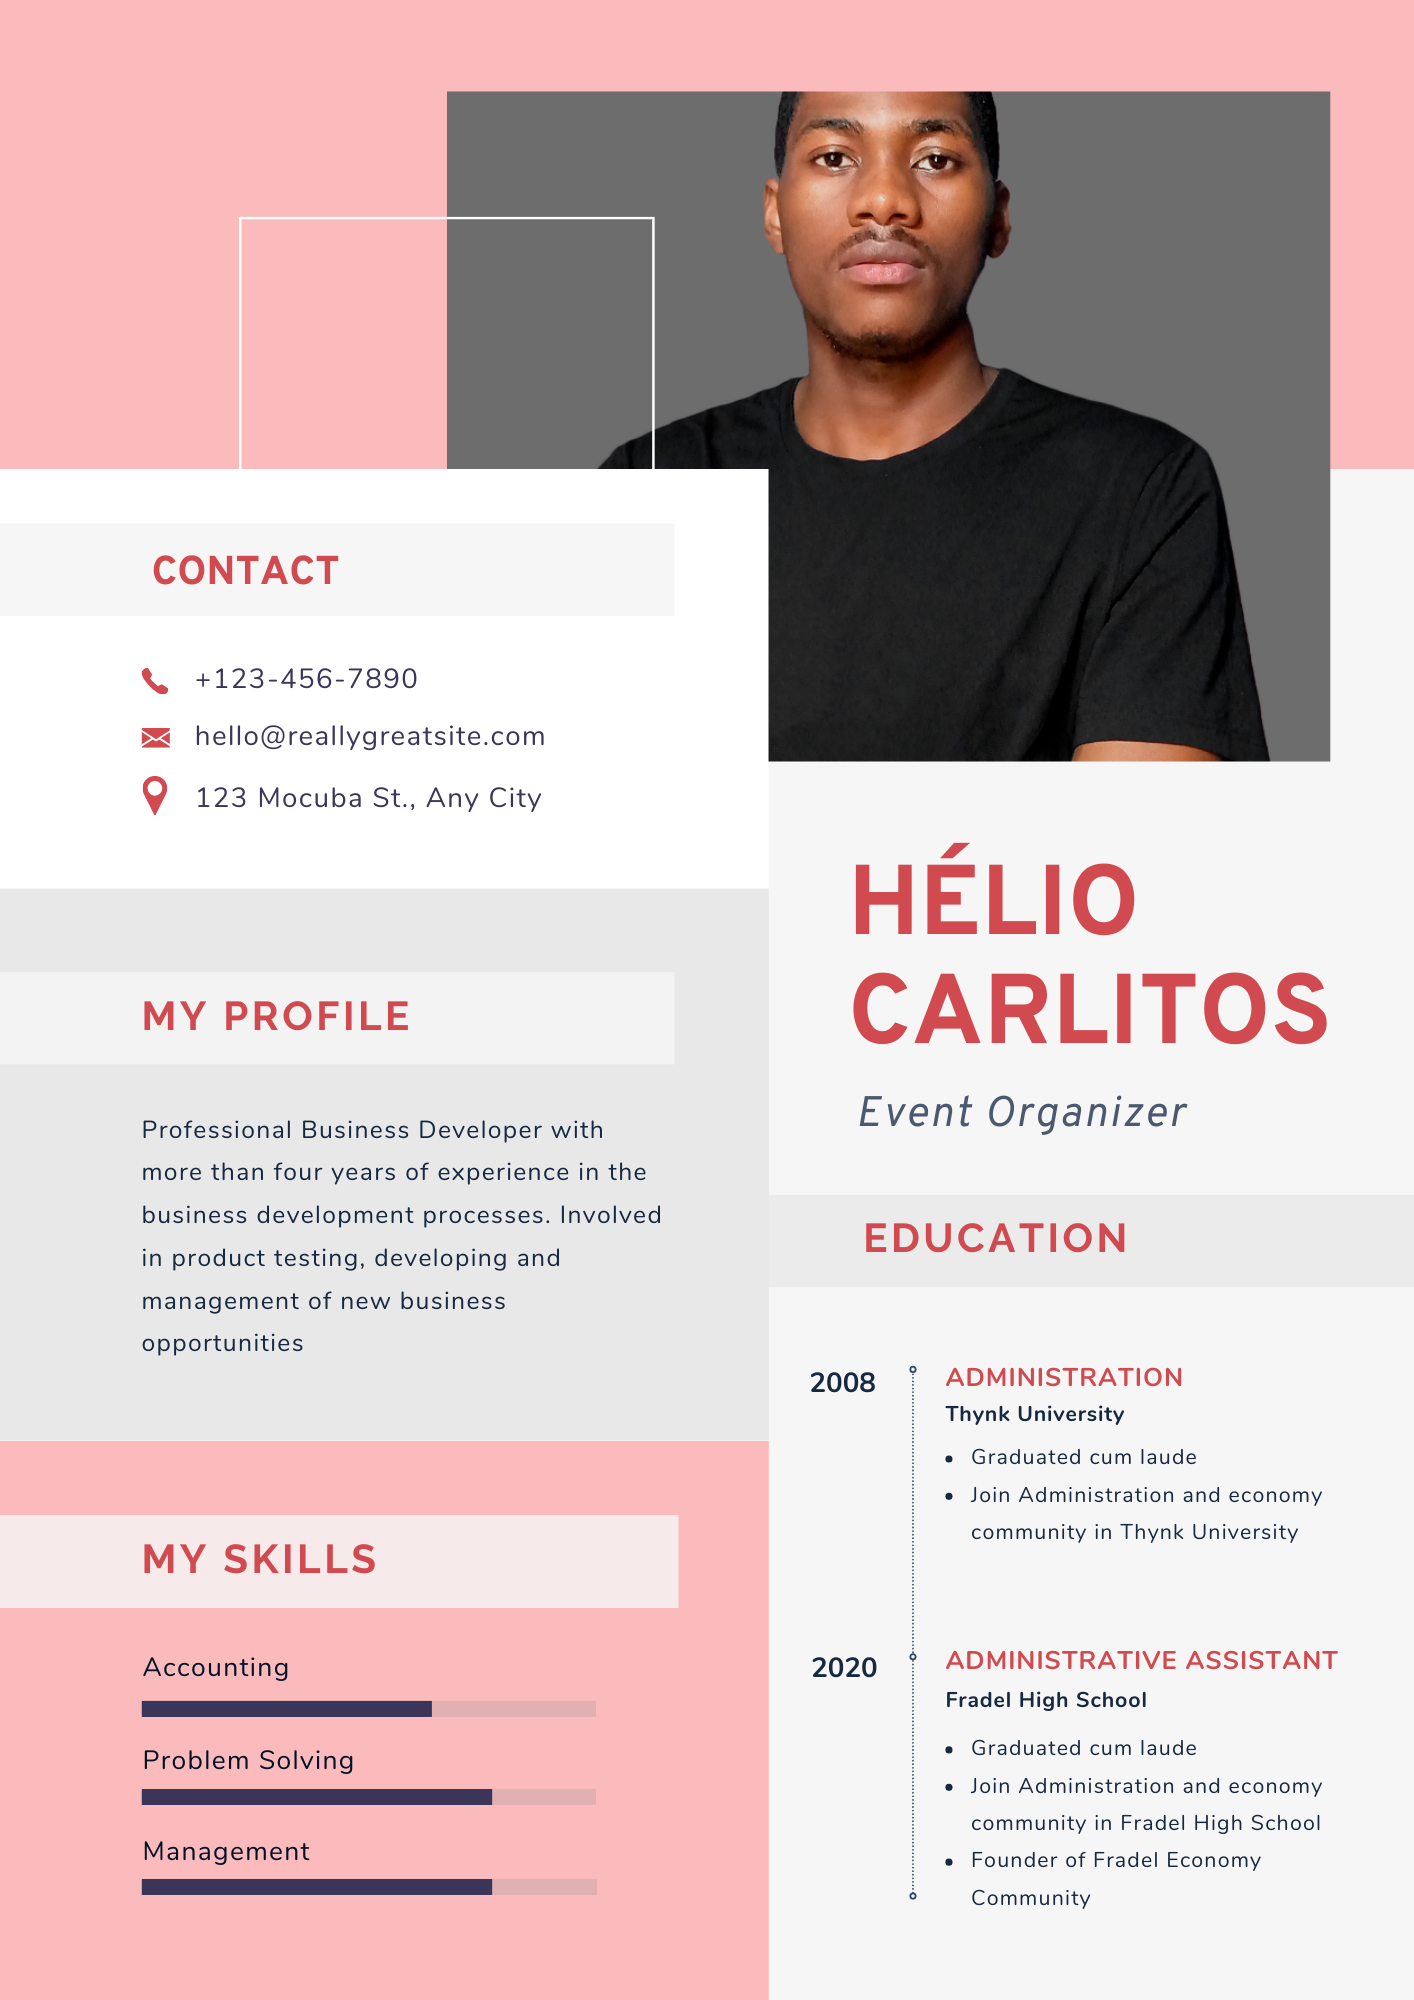 CONTACT
+123-456-7890
hello@reallygreatsite.com
123 Mocuba St., Any City
MY PROFILE
Professional Business Developer with
more than four years of experience in the
business development processes. Involved
in product testing, developing and
management of new business
opportunities
MY SKILLS
Accounting
Problem Solving
Management
HÉLIO
CARLITOS
Event Organizer
EDUCATION
2008
ADMINISTRATION
Thynk University
• Graduated cum laude
• Join Administration and economy
community in Thynk University
2020
ADMINISTRATIVE ASSISTANT
Fradel High School
• Graduated cum laude
• Join Administration and economy
community in Fradel High School
• Founder of Fradel Economy
Community